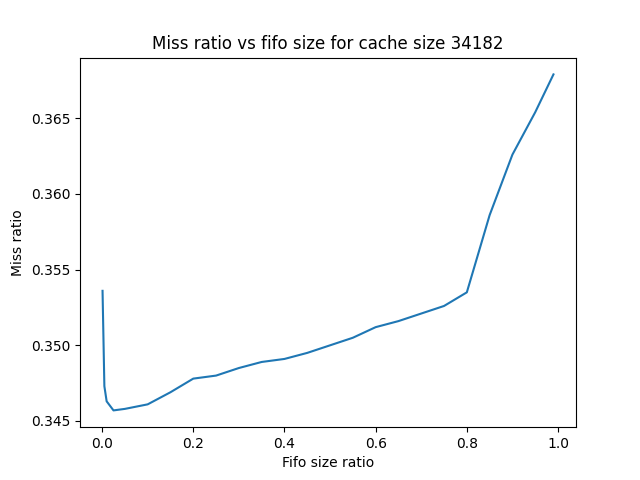 Miss ratio vs fifo size for cache size 34182
0.365
0.360
0.355
0.350
0.345
Miss ratio
0.0 0.2 0.4 0.6 0.8 1.0
Fifo size ratio